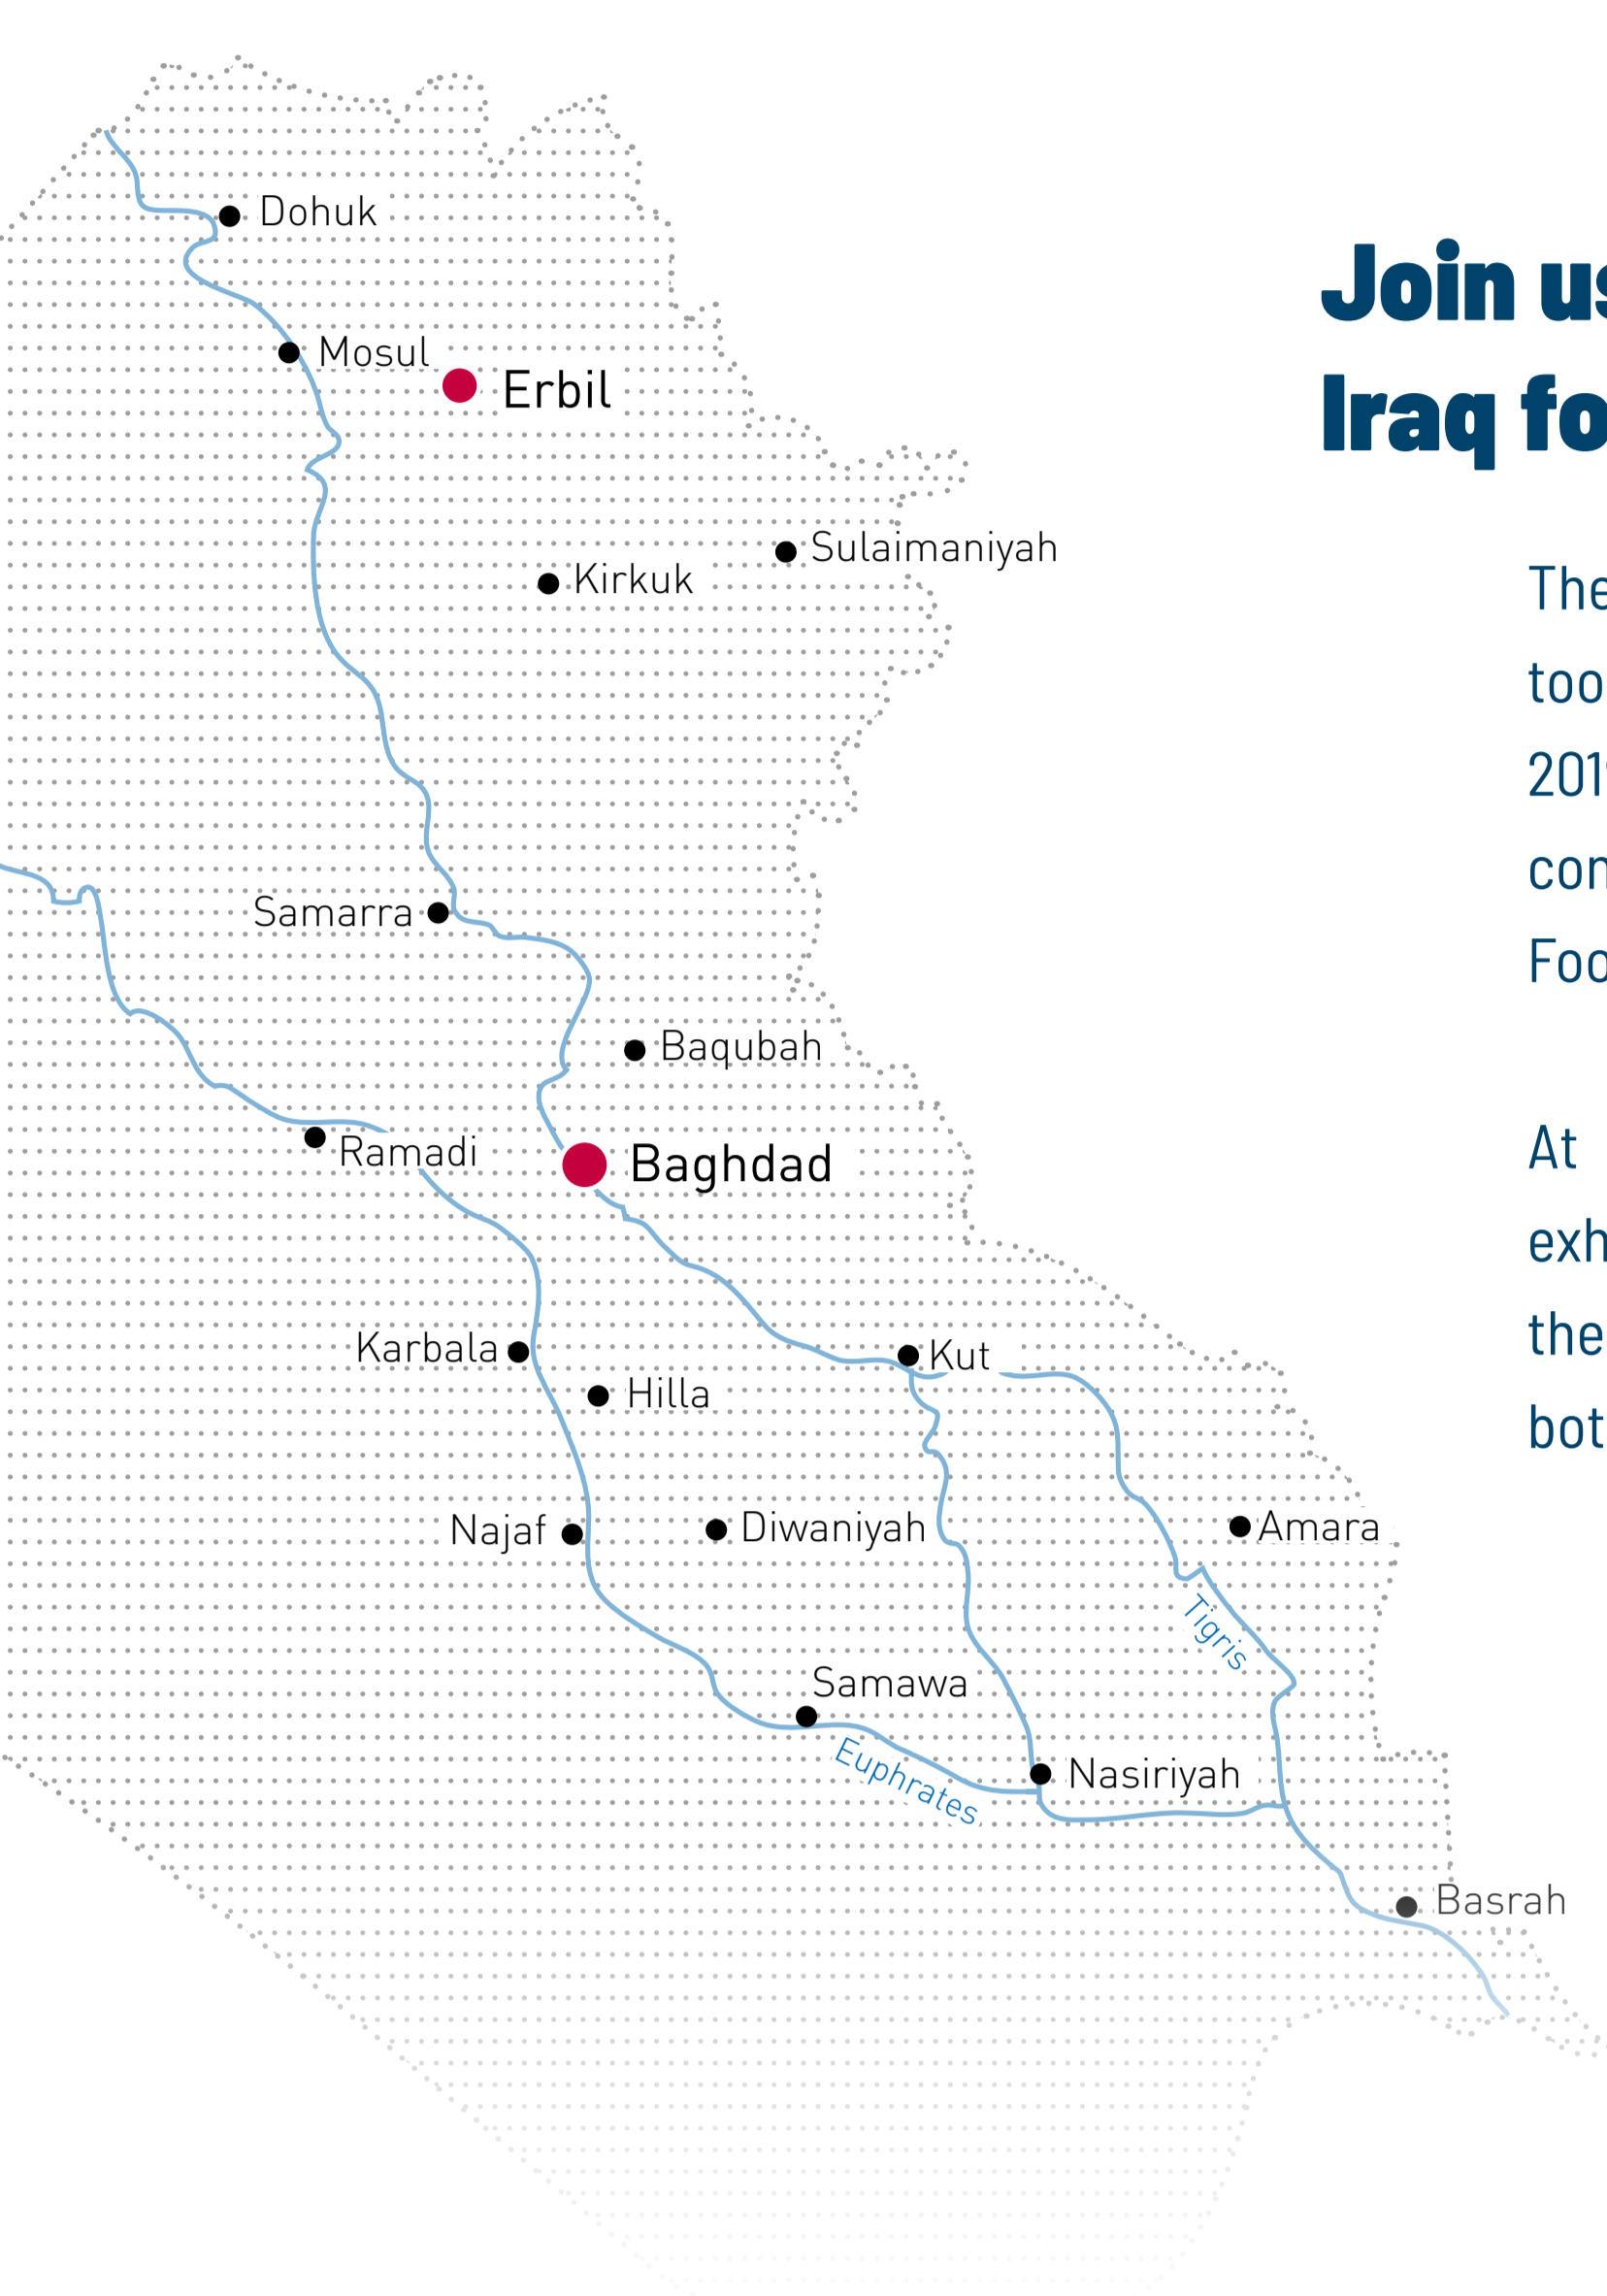 Dohuk
Mosul
Erbil
Sulaimaniyah
Kirkuk
Samarra
Baqubah
Ramadi
Baghdad
Karbala
Kut
Hilla
Najaf
Diwaniyah
Amara
Tigris
Samawa
Euphrates
Nasiriyah
Basrah
Join us
Iraq fo
The
too
201
con
Foo
At
exh
the
bot